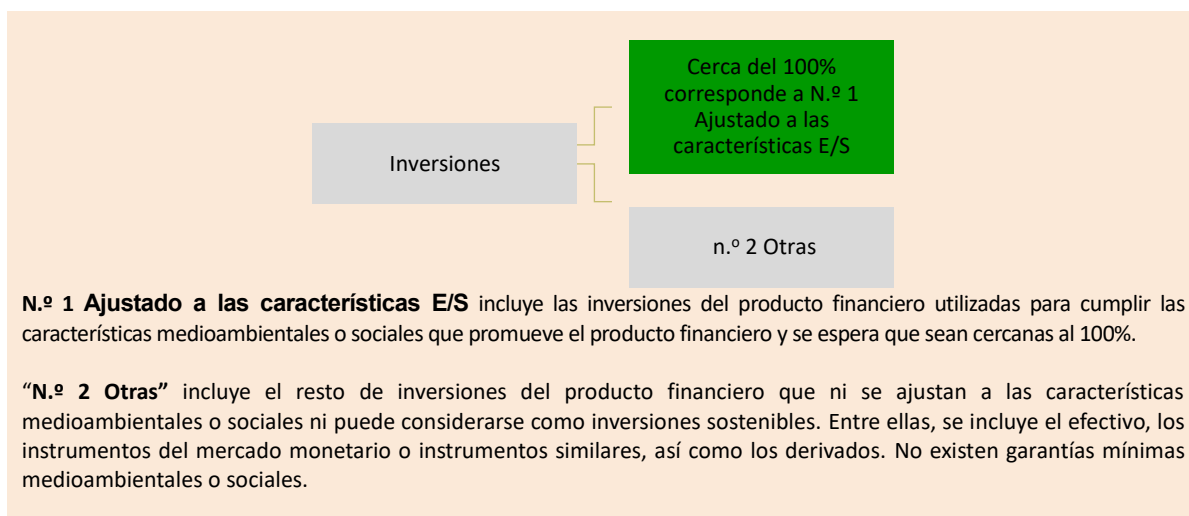 Cerca del 100%
corresponde a N.º 1
Ajustado a las
características E/S
Inversiones
n.º 2 Otras
N.º 1 Ajustado a las características E/S incluye las inversiones del producto financiero utilizadas para cumplir las
características medioambientales o sociales que promueve el producto financiero y se espera que sean cercanas al 100%.
“N.º 2 Otras” incluye el resto de inversiones del producto financiero que ni se ajustan a las características
medioambientales o sociales ni puede considerarse como inversiones sostenibles. Entre ellas, se incluye el efectivo, los
instrumentos del mercado monetario o instrumentos similares, así como los derivados. No existen garantías mínimas
medioambientales o sociales.